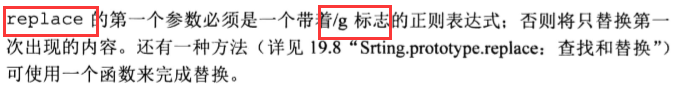 replace 的第一个参数必须是一个带着/g 标志的正则表达式；否则将只替换第一
次出现的内容。还有一种方法（详见 19.8“Srting.prototype.replace：查找和替换”）
可使用一个函数来完成替换。